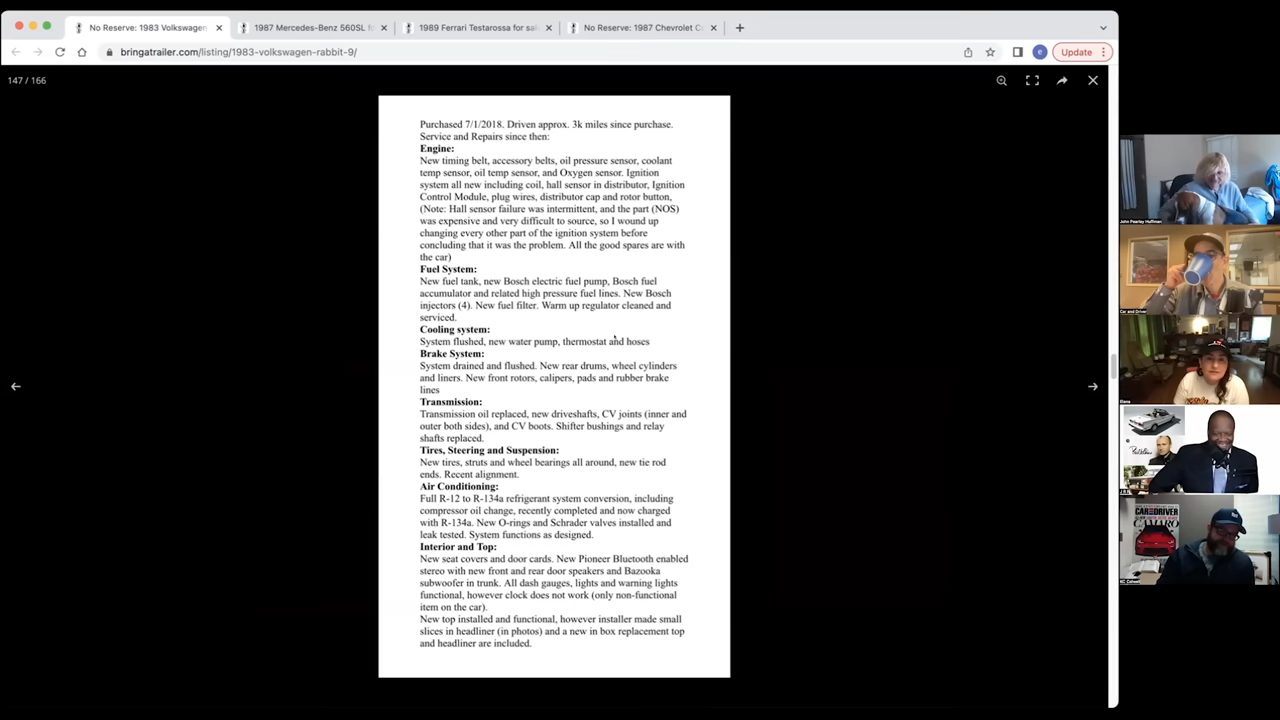 No Reserve: 1983 Volkswagen
1987 Mercedes-Benz 560SL
1989 Ferrari Testarossa for sal
No Reserve: 1987 Chevrolet C
bringatrailer.com/listing/1983-volkswagen-rabbit-9/
e
Update
147 / 166
Purchased 7/1/2018. Driven approx. 3k miles since purchase.
Service and Repairs since then:
Engine:
New timing belt, accessory belts, oil pressure sensor, coolant
temp sensor, oil temp sensor, and Oxygen sensor. Ignition
system all new including coil, hall sensor in distributor, Ignition
Control Module, plug wires, distributor cap and rotor button,
(Note: Hall sensor failure was intermittent, and the part (NOS)
was expensive and very difficult to source, so I wound up
changing every other part of the ignition system before
concluding that it was the problem. All the good spares are with
the car)
Fuel System:
New fuel tank, new Bosch electric fuel pump, Bosch fuel
accumulator and related high pressure fuel lines. New Bosch
injectors (4). New fuel filter. Warm up regulator cleaned and
serviced.
Cooling system:
System flushed, new water pump, thermostat and hoses
Brake System:
System drained and flushed. New rear drums, wheel cylinders
and liners. New front rotors, calipers, pads and rubber brake
lines
Transmission:
Transmission oil replaced, new driveshafts, CV joints (inner and
outer both sides), and CV boots. Shifter bushings and relay
shafts replaced.
Tires, Steering and Suspension:
New tires, struts and wheel bearings all around, new tie rod
ends. Recent alignment.
Air Conditioning:
Full R-12 to R-134a refrigerant system conversion, including
compressor oil change, recently completed and now charged
with R-134a. New O-rings and Schrader valves installed and
leak tested. System functions as designed.
Interior and Top:
New seat covers and door cards. New Pioneer Bluetooth enabled
stereo with new front and rear door speakers and Bazooka
subwoofer in trunk. All dash gauges, lights and warning lights
functional, however clock does not work (only non-functional
item on the car).
New top installed and functional, however installer made small
slices in headliner (in photos) and a new in box replacement top
and headliner are included.
John Pearley Huffman
Car and Driver
Elana
CAR AND DRIVER
CAMARO
KC Colwell